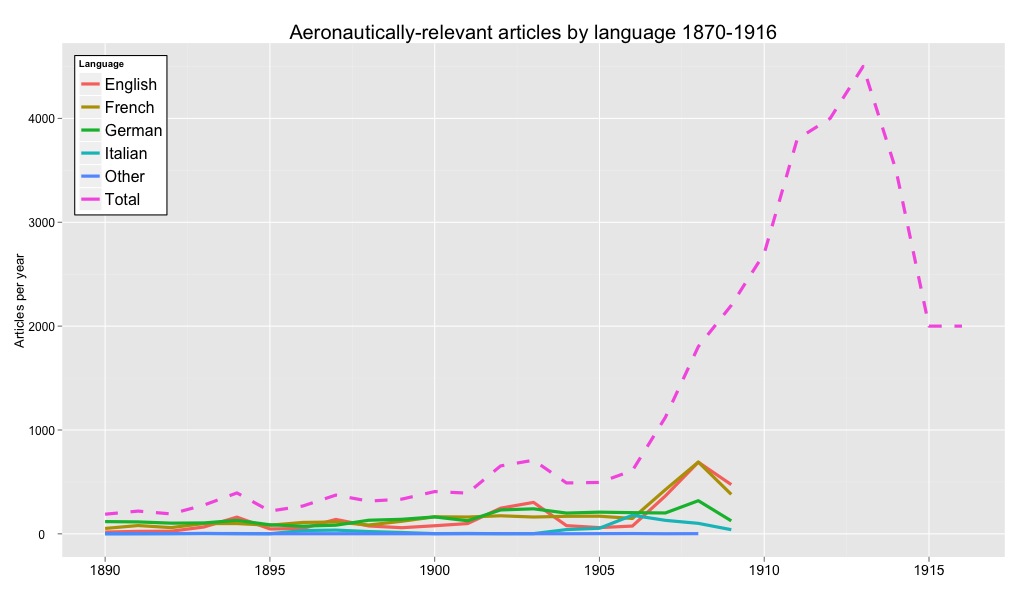 Aeronautically-relevant articles by language 1870-1916
Language
English
French
German
Italian
Other
Total
Articles per year
4000
3000
2000
1000
0
1890 1895 1900 1905 1910 1915